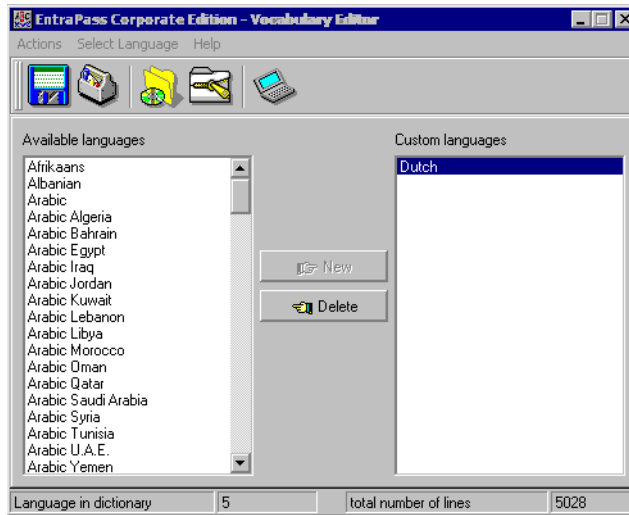 EntraPass Corporate Edition - Vocabulary Editor
Actions Select Language Help
Available languages
Custom languages
Afrikaans
Albanian
Arabic
Arabic Algeria
Arabic Bahrain
Arabic Egypt
Arabic Iraq
Arabic Jordan
Arabic Kuwait
Arabic Lebanon
Arabic Libya
Arabic Morocco
Arabic Oman
Arabic Qatar
Arabic Saudi Arabia
Arabic Syria
Arabic Tunisia
Arabic U.A.E.
Arabic Yemen
New
Delete
Dutch
Language in dictionary 5 total number of lines 5028